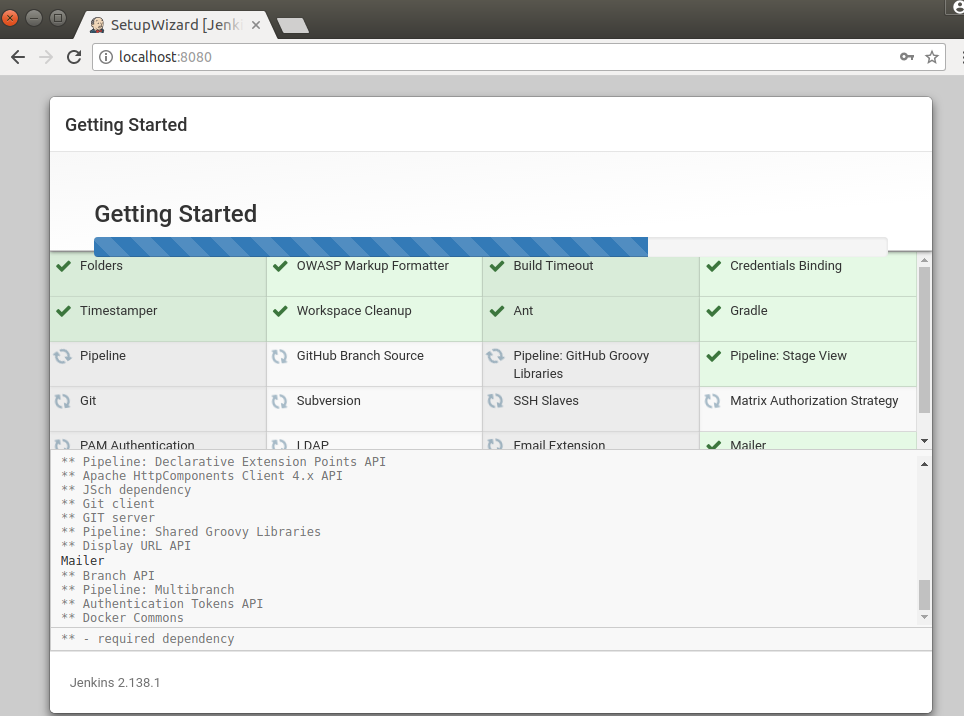 SetupWizard [Jenki
localhost:8080
Getting Started
Getting Started
Folders
OWASP Markup Formatter
Build Timeout
Credentials Binding
Timestamper
Workspace Cleanup
Ant
Gradle
Pipeline
GitHub Branch Source
Pipeline: GitHub Groovy
Libraries
Pipeline: Stage View
Git
Subversion
SSH Slaves
Matrix Authorization Strategy
PAM Authentication
LDAP
Email Extension
Mailer
** Pipeline: Declarative Extension Points API
** Apache HttpComponents Client 4.x API
** JSch dependency
** Git client
** GIT server
** Pipeline: Shared Groovy Libraries
** Display URL API
Mailer
** Branch API
** Pipeline: Multibranch
** Authentication Tokens API
** Docker Commons
** - required dependency
Jenkins 2.138.1